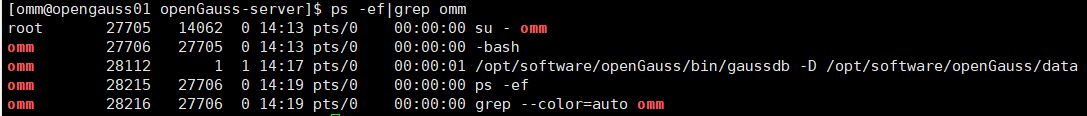 [omm@opengauss01 openGauss-server]$ ps -ef|grep omm
root 27705 14062 0 14:13 pts/0 00:00:00 su - omm
omm 27706 27705 0 14:13 pts/0 00:00:00 -bash
omm 28112 1 1 14:17 pts/0 00:00:01 /opt/software/openGauss/bin/gaussdb -D /opt/software/openGauss/data
omm 28215 27706 0 14:19 pts/0 00:00:00 ps -ef
omm 28216 27706 0 14:19 pts/0 00:00:00 grep --color=auto omm